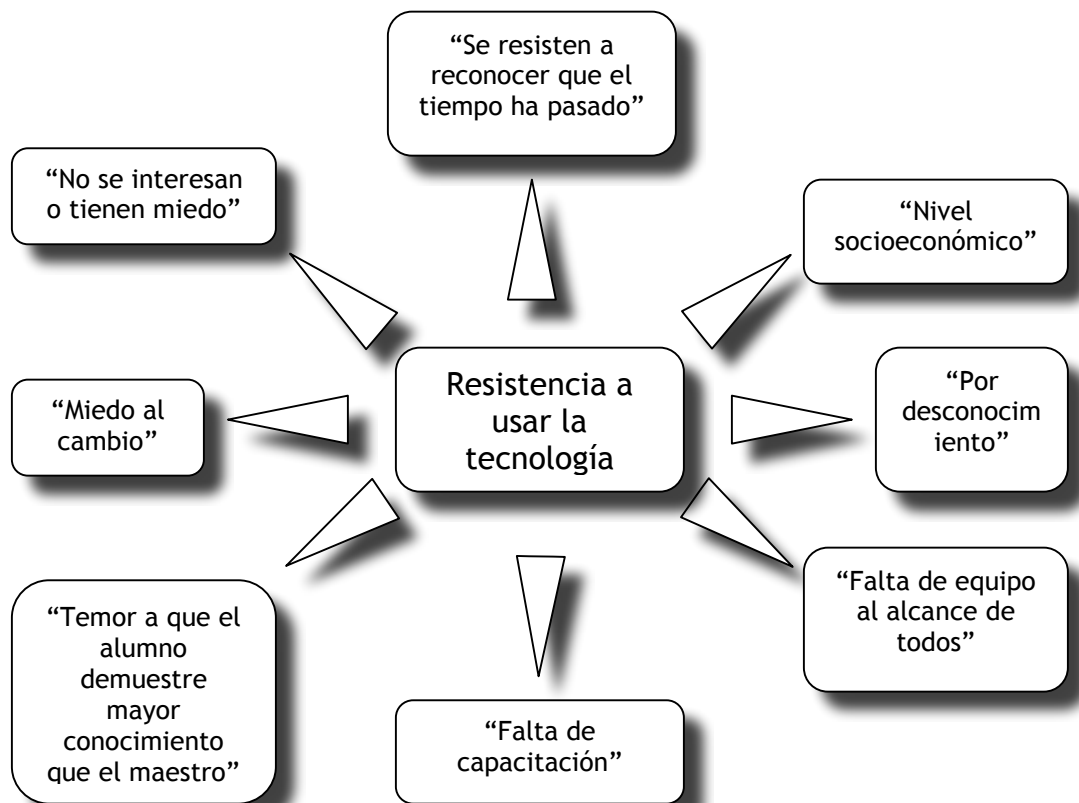 “Se resisten a
reconocer que el
tiempo ha pasado”
“No se interesan
o tienen miedo”
“Nivel
socioeconómico”
Resistencia a
usar la
tecnología
“Miedo al
cambio”
“Por
desconocim
iento”
“Temor a que el
alumno
demuestre
mayor
conocimiento
que el maestro”
“Falta de
capacitación”
“Falta de equipo
al alcance de
todos”